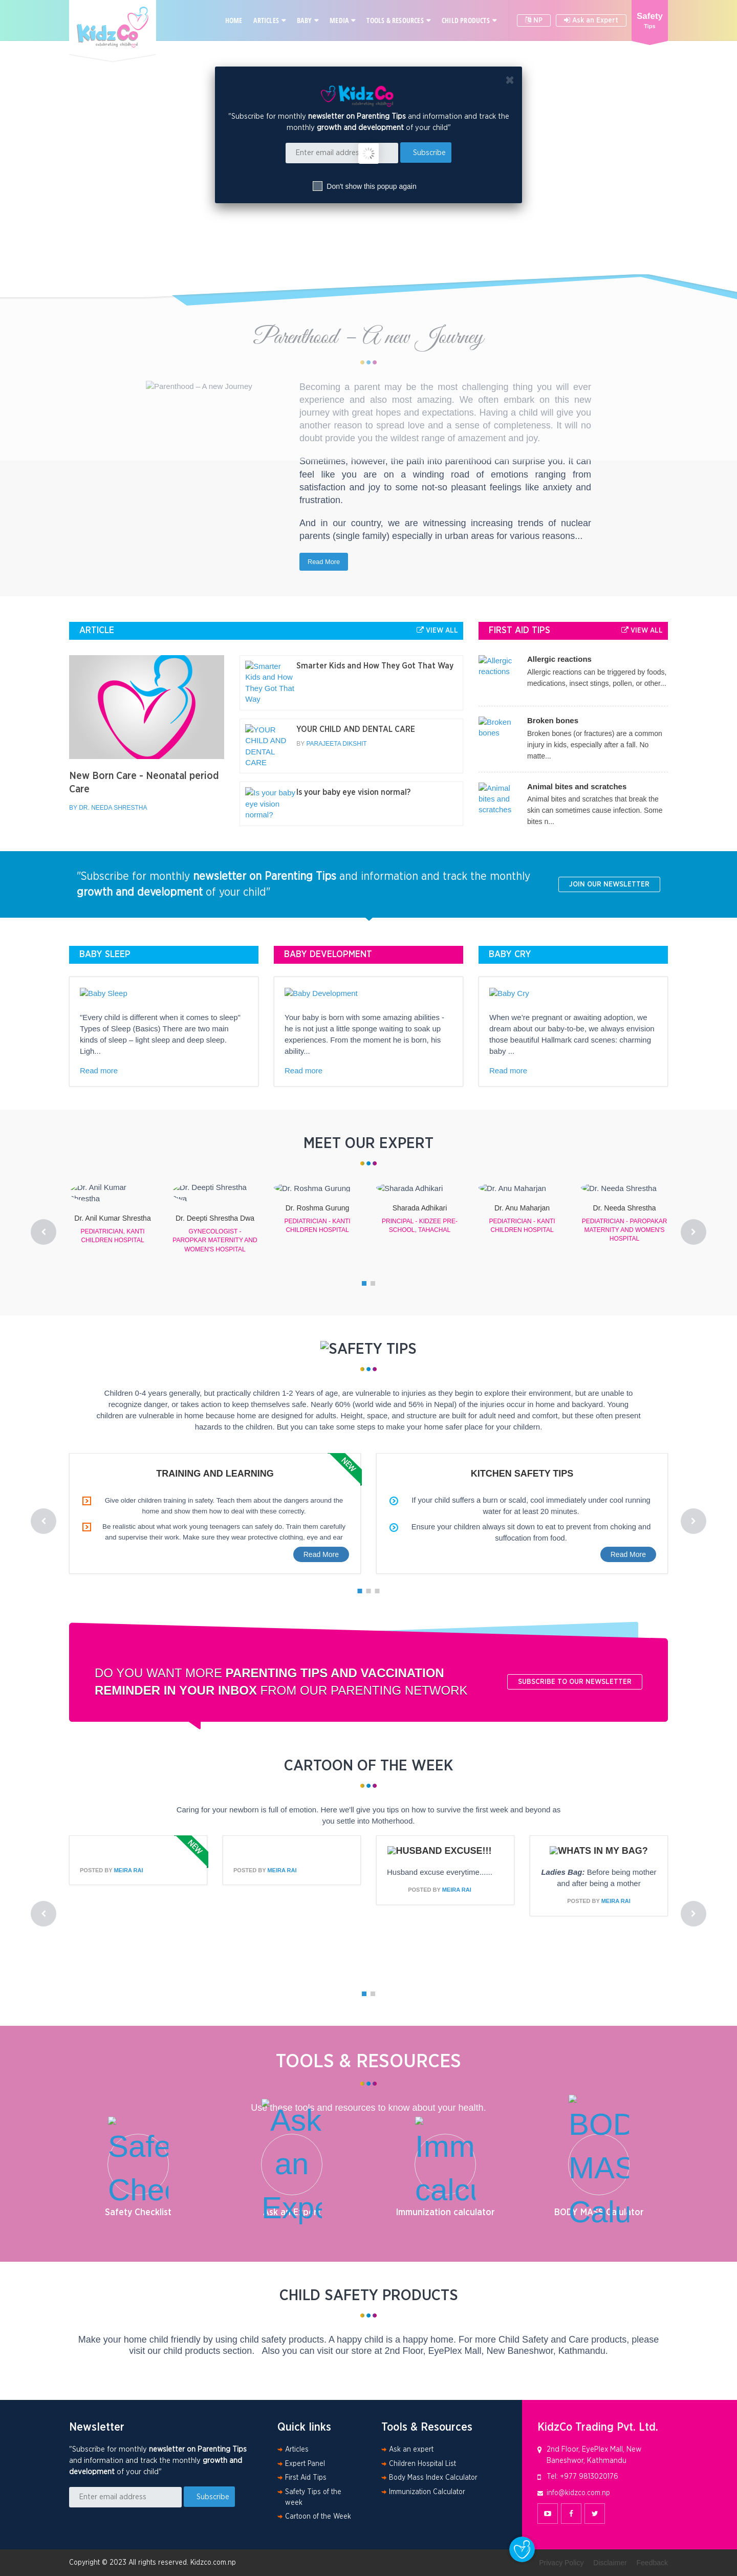 KidzCo
celebrating childhood
HOME
ARTICLES
BABY
MEDIA
TOOLS & RESOURCES
CHILD PRODUCTS
NP
Ask an Expert
Safety
Tips
KidzCo
"Subscribe for monthly newsletter on Parenting Tips and information and track the
monthly growth and development of your child"
Enter email address
Subscribe
Don't show this popup again
Parenthood – A new Journey
Parenthood – A new Journey
Becoming a parent may be the most challenging thing you will ever
experience and also most amazing. We often embark on this new
journey with great hopes and expectations. Having a child will give you
another reason to spread love and a sense of completeness. It will no
doubt provide you the wildest range of amazement and joy.
Sometimes, however, the path into parenthood can surprise you. It can
feel like you are on a winding road of emotions ranging from
satisfaction and joy to some not-so pleasant feelings like anxiety and
frustration.
And in our country, we are witnessing increasing trends of nuclear
parents (single family) especially in urban areas for various reasons...
Read More
ARTICLE
VIEW ALL
New Born Care - Neonatal period
Care
BY DR. NEEDA SHRESTHA
Smarter
Kids and
How They
Got That
Way
Smarter Kids and How They Got That Way
YOUR
CHILD AND
DENTAL
CARE
YOUR CHILD AND DENTAL CARE
BY PARAJEETA DIKSHIT
Is your baby
eye vision
normal?
Is your baby eye vision normal?
FIRST AID TIPS
VIEW ALL
Allergic
reactions
Allergic reactions
Allergic reactions can be triggered by foods,
medications, insect stings, pollen, or other...
Broken
bones
Broken bones
Broken bones (or fractures) are a common
injury in kids, especially after a fall. No
matte...
Animal
bites and
scratches
Animal bites and scratches
Animal bites and scratches that break the
skin can sometimes cause infection. Some
bites n...
"Subscribe for monthly newsletter on Parenting Tips and information and track the monthly
growth and development of your child"
JOIN OUR NEWSLETTER
BABY SLEEP
Baby Sleep
"Every child is different when it comes to sleep"
Types of Sleep (Basics) There are two main
kinds of sleep – light sleep and deep sleep.
Ligh...
Read more
BABY DEVELOPMENT
Baby Development
Your baby is born with some amazing abilities -
he is not just a little sponge waiting to soak up
experiences. From the moment he is born, his
ability...
Read more
BABY CRY
Baby Cry
When we're pregnant or awaiting adoption, we
dream about our baby-to-be, we always envision
those beautiful Hallmark card scenes: charming
baby ...
Read more
MEET OUR EXPERT
Dr. Anil Kumar
Shrestha
Dr. Anil Kumar Shrestha
PEDIATRICIAN, KANTI
CHILDREN HOSPITAL
Dr. Deepti Shrestha
Dwa
Dr. Deepti Shrestha Dwa
GYNECOLOGIST -
PAROPKAR MATERNITY AND
WOMEN'S HOSPITAL
Dr. Roshma Gurung
Dr. Roshma Gurung
PEDIATRICIAN - KANTI
CHILDREN HOSPITAL
Sharada Adhikari
Sharada Adhikari
PRINCIPAL - KIDZEE PRE-
SCHOOL, TAHACHAL
Dr. Anu Maharjan
Dr. Anu Maharjan
PEDIATRICIAN - KANTI
CHILDREN HOSPITAL
Dr. Needa Shrestha
Dr. Needa Shrestha
PEDIATRICIAN - PAROPAKAR
MATERNITY AND WOMEN'S
HOSPITAL
SAFETY TIPS
Children 0-4 years generally, but practically children 1-2 Years of age, are vulnerable to injuries as they begin to explore their environment, but are unable to
recognize danger, or takes action to keep themselves safe. Nearly 60% (world wide and 56% in Nepal) of the injuries occur in home and backyard. Young
children are vulnerable in home because home are designed for adults. Height, space, and structure are built for adult need and comfort, but these often present
hazards to the children. But you can take some steps to make your home safer place for your childern.
NEW
TRAINING AND LEARNING
Give older children training in safety. Teach them about the dangers around the
home and show them how to deal with these correctly.
Be realistic about what work young teenagers can safely do. Train them carefully
and supervise their work. Make sure they wear protective clothing, eye and ear
Read More
KITCHEN SAFETY TIPS
If your child suffers a burn or scald, cool immediately under cool running
water for at least 20 minutes.
Ensure your children always sit down to eat to prevent from choking and
suffocation from food.
Read More
DO YOU WANT MORE PARENTING TIPS AND VACCINATION
REMINDER IN YOUR INBOX FROM OUR PARENTING NETWORK
SUBSCRIBE TO OUR NEWSLETTER
CARTOON OF THE WEEK
Caring for your newborn is full of emotion. Here we'll give you tips on how to survive the first week and beyond as
you settle into Motherhood.
NEW
POSTED BY MEIRA RAI
POSTED BY MEIRA RAI
HUSBAND EXCUSE!!!
Husband excuse everytime......
POSTED BY MEIRA RAI
WHATS IN MY BAG?
Ladies Bag: Before being mother
and after being a mother
POSTED BY MEIRA RAI
TOOLS & RESOURCES
Use these tools and resources to know about your health.
Safety Checklist
Ask an Expert
Immunization calculator
BODY MASS Calulator
CHILD SAFETY PRODUCTS
Make your home child friendly by using child safety products. A happy child is a happy home. For more Child Safety and Care products, please
visit our child products section. Also you can visit our store at 2nd Floor, EyePlex Mall, New Baneshwor, Kathmandu.
Newsletter
"Subscribe for monthly newsletter on Parenting Tips
and information and track the monthly growth and
development of your child"
Enter email address
Subscribe
Quick links
Articles
Expert Panel
First Aid Tips
Safety Tips of the
week
Cartoon of the Week
Tools & Resources
Ask an expert
Children Hospital List
Body Mass Index Calculator
Immunization Calculator
KidzCo Trading Pvt. Ltd.
2nd Floor, EyePlex Mall, New
Baneshwor, Kathmandu
Tel: +977 9813020176
info@kidzco.com.np
Copyright © 2023 All rights reserved. Kidzco.com.np
Privacy Policy
Disclaimer
Feedback